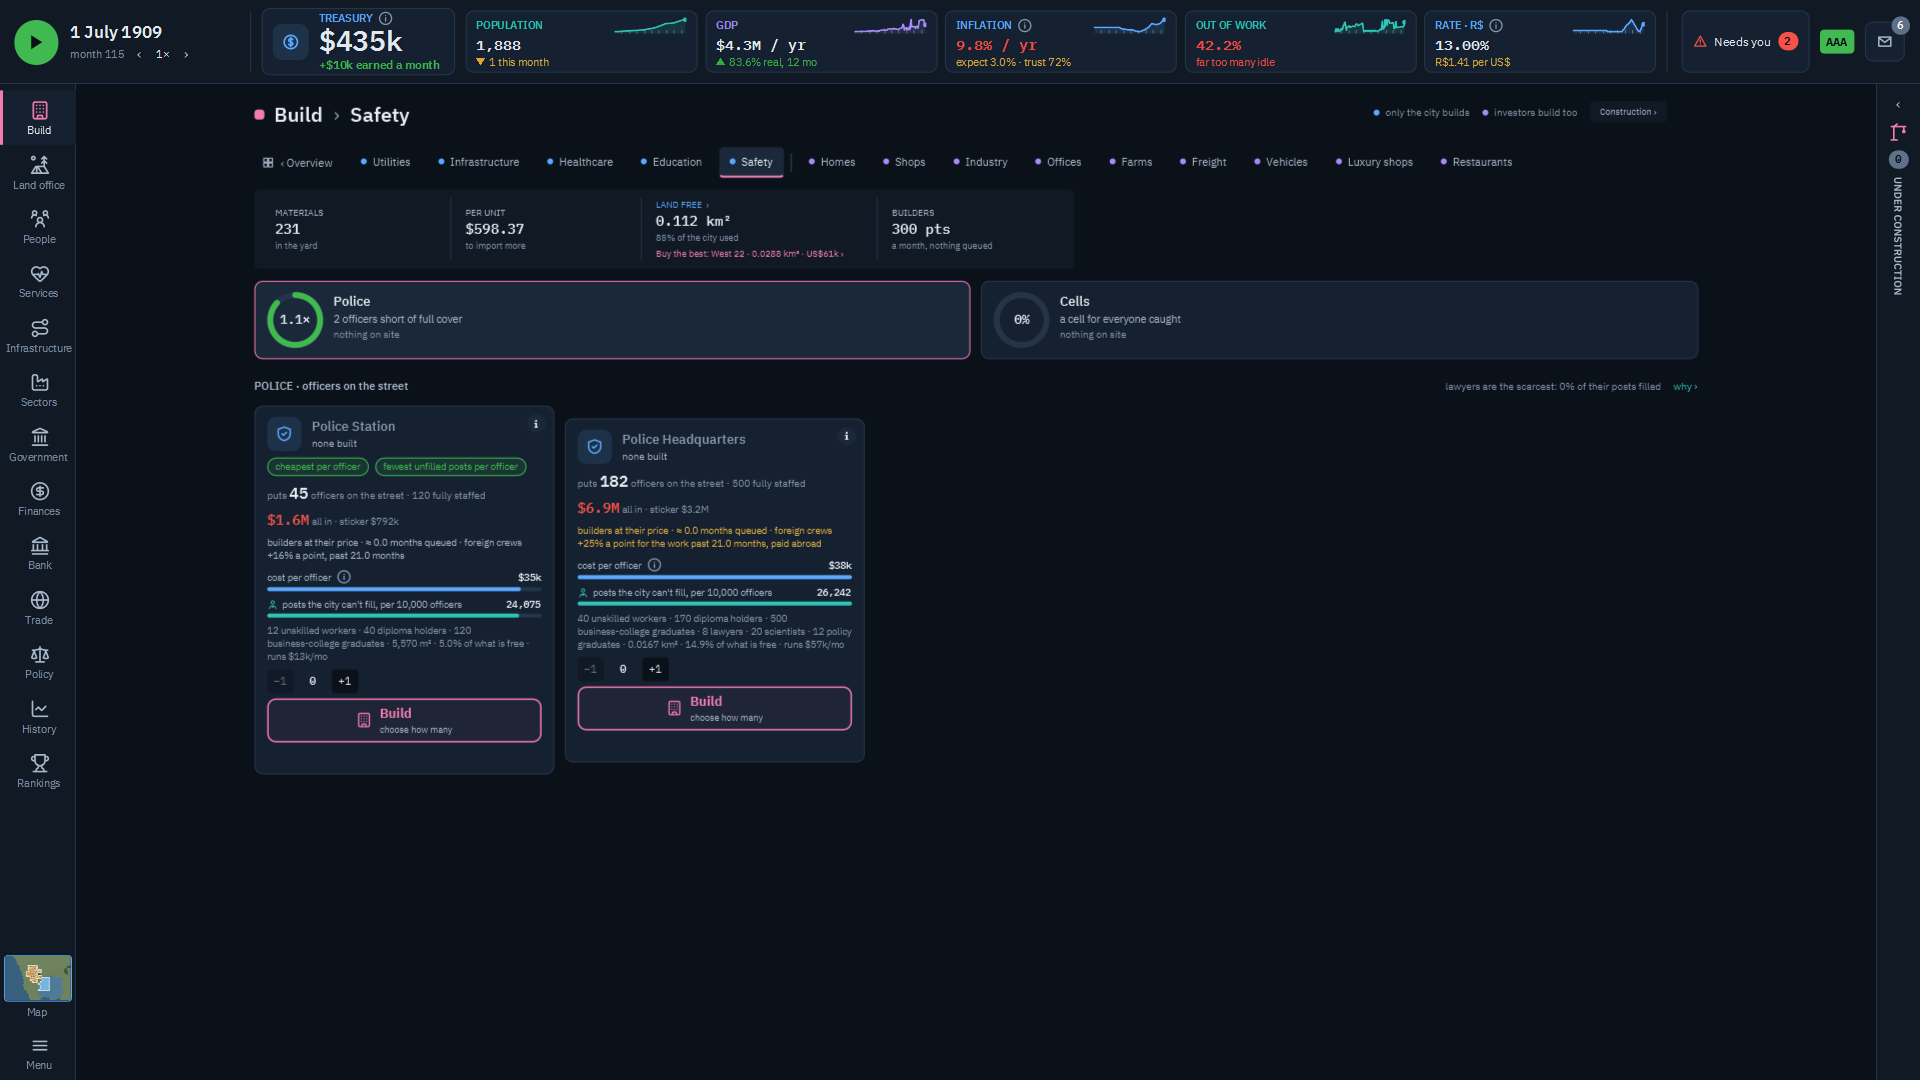 1 July 1909
month 115 ‹ 1× ›
TREASURY
$435k
+$10k earned a month
POPULATION
1,888
▼ 1 this month
GDP
$4.3M / yr
▲ 83.6% real, 12 mo
INFLATION
9.8% / yr
expect 3.0% · trust 72%
OUT OF WORK
42.2%
far too many idle
RATE · R$
13.00%
R$1.41 per US$
Needs you 2
AAA
6
Build
Land office
People
Services
Infrastructure
Sectors
Government
Finances
Bank
Trade
Policy
History
Rankings
Map
Menu
Build › Safety
only the city builds
investors build too
Construction ›
‹ Overview
Utilities
Infrastructure
Healthcare
Education
Safety
Homes
Shops
Industry
Offices
Farms
Freight
Vehicles
Luxury shops
Restaurants
MATERIALS
231
in the yard
PER UNIT
$598.37
to import more
LAND FREE ›
0.112 km²
85% of the city used
Buy the best: West 22 · 0.0288 km² · US$61k ›
BUILDERS
300 pts
a month, nothing queued
1.1×
Police
2 officers short of full cover
nothing on site
0%
Cells
a cell for everyone caught
nothing on site
POLICE · officers on the street
lawyers are the scarcest: 0% of their posts filled why ›
Police Station
none built
cheapest per officer
fewest unfilled posts per officer
puts 45 officers on the street · 120 fully staffed
$1.6M all in · sticker $792k
builders at their price · ≈ 0.0 months queued · foreign crews
+16% a point, past 21.0 months
cost per officer $35k
posts the city can't fill, per 10,000 officers 24,075
12 unskilled workers · 40 diploma holders · 120
business-college graduates · 5,570 m² · 5.0% of what is free ·
runs $13k/mo
−1 0 +1
Build
choose how many
Police Headquarters
none built
puts 182 officers on the street · 500 fully staffed
$6.9M all in · sticker $3.2M
builders at their price · ≈ 0.0 months queued · foreign crews
+25% a point for the work past 21.0 months, paid abroad
cost per officer $38k
posts the city can't fill, per 10,000 officers 26,242
40 unskilled workers · 170 diploma holders · 500
business-college graduates · 8 lawyers · 20 scientists · 12 policy
graduates · 0.0167 km² · 14.9% of what is free · runs $57k/mo
−1 0 +1
Build
choose how many
‹
0
UNDER CONSTRUCTION